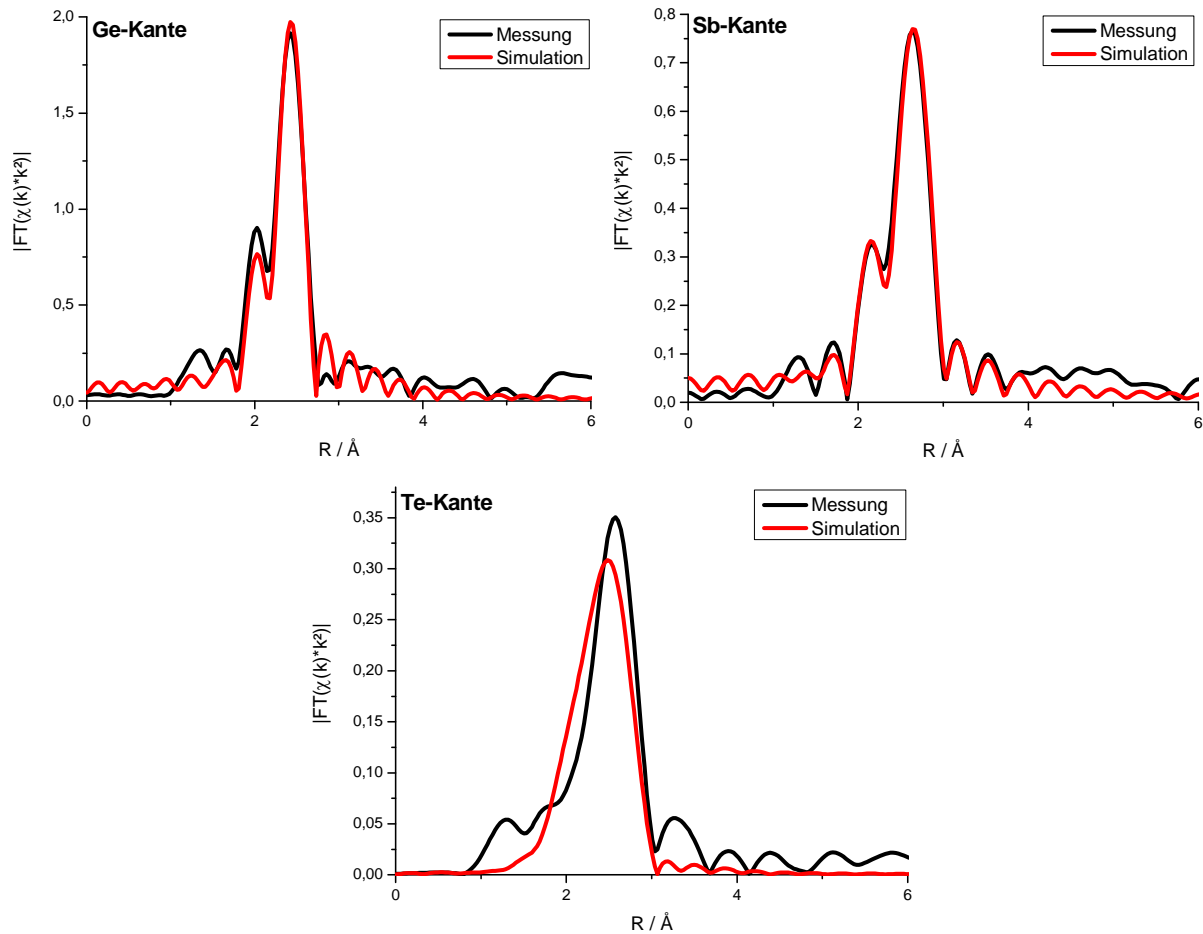 Ge-Kante
Messung
Simulation
2,0
1,5
1,0
0,5
0,0
|FT(χ(k)*k²)|
0 2 4 6
R / Å
Sb-Kante
Messung
Simulation
0,8
0,7
0,6
0,5
0,4
0,3
0,2
0,1
0,0
|FT(χ(k)*k²)|
0 2 4 6
R / Å
Te-Kante
Messung
Simulation
0,35
0,30
0,25
0,20
0,15
0,10
0,05
0,00
|FT(χ(k)*k²)|
0 2 4 6
R / Å